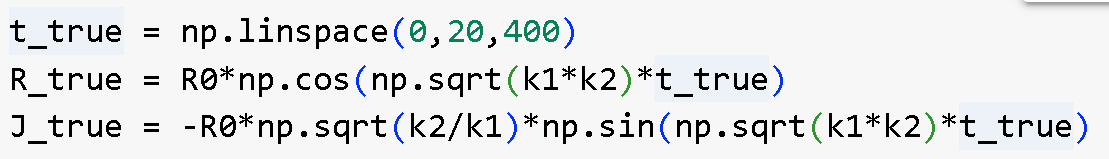 t_true = np.linspace(0,20,400)
R_true = R0*np.cos(np.sqrt(k1*k2)*t_true)
J_true = -R0*np.sqrt(k2/k1)*np.sin(np.sqrt(k1*k2)*t_true)